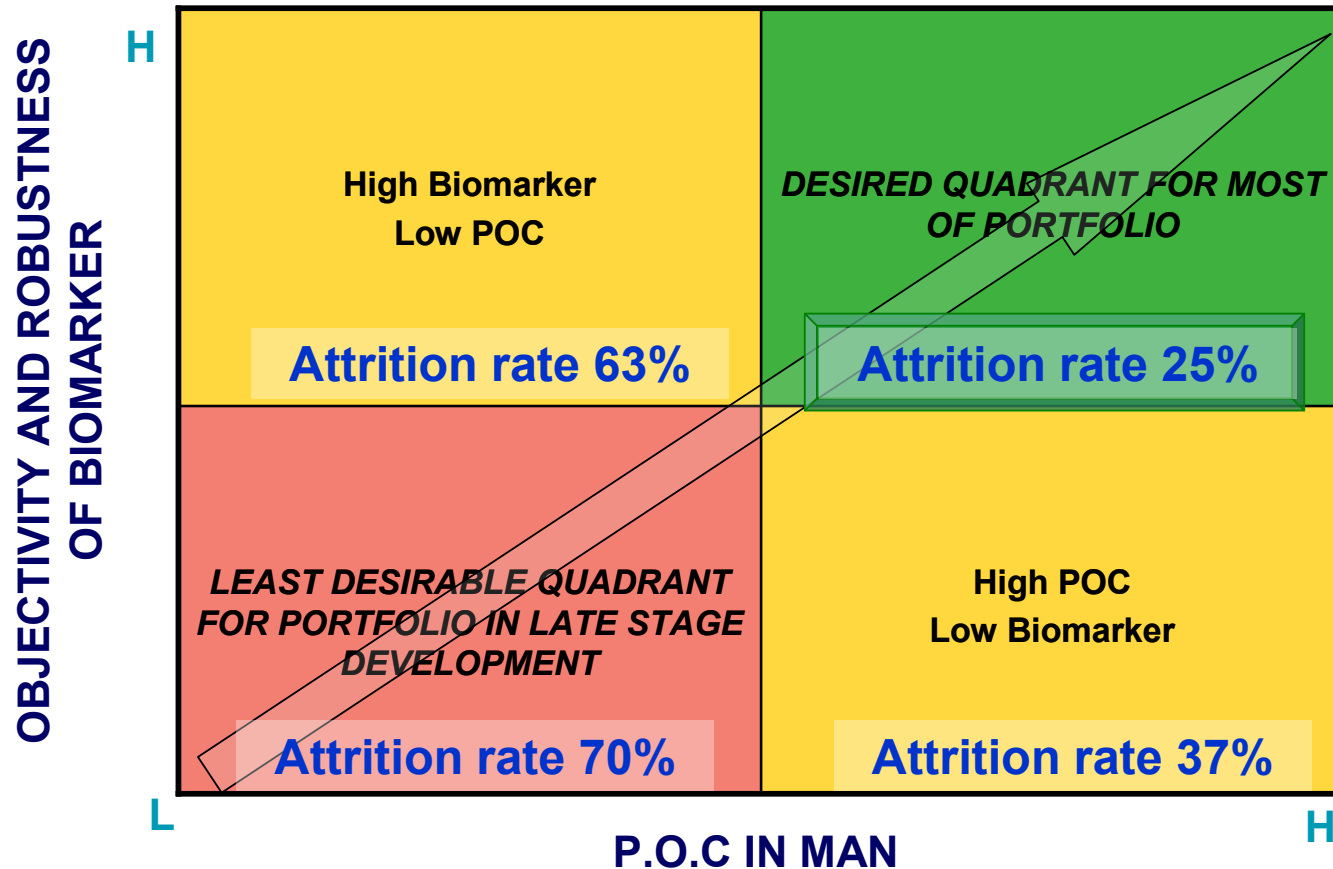 OBJECTIVITY AND ROBUSTNESS
OF BIOMARKER
H
High Biomarker
Low POC
Attrition rate 63%
DESIRED QUADRANT FOR MOST
OF PORTFOLIO
Attrition rate 25%
LEAST DESIRABLE QUADRANT
FOR PORTFOLIO IN LATE STAGE
DEVELOPMENT
Attrition rate 70%
High POC
Low Biomarker
Attrition rate 37%
L
H
P.O.C IN MAN